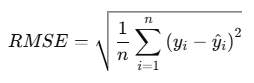 RMSE = \sqrt{\frac{1}{n} \sum_{i=1}^{n} (y_i - \hat{y}_i)^2}